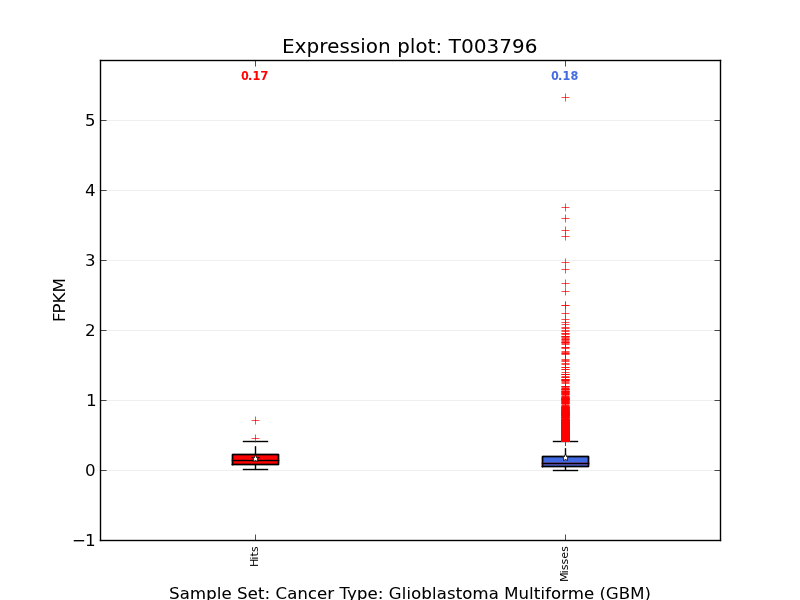 Expression plot: T003796
0.17
0.18
5
4
3
2
1
0
−1
FPKM
Hits
Misses
Sample Set: Cancer Type: Glioblastoma Multiforme (GBM)